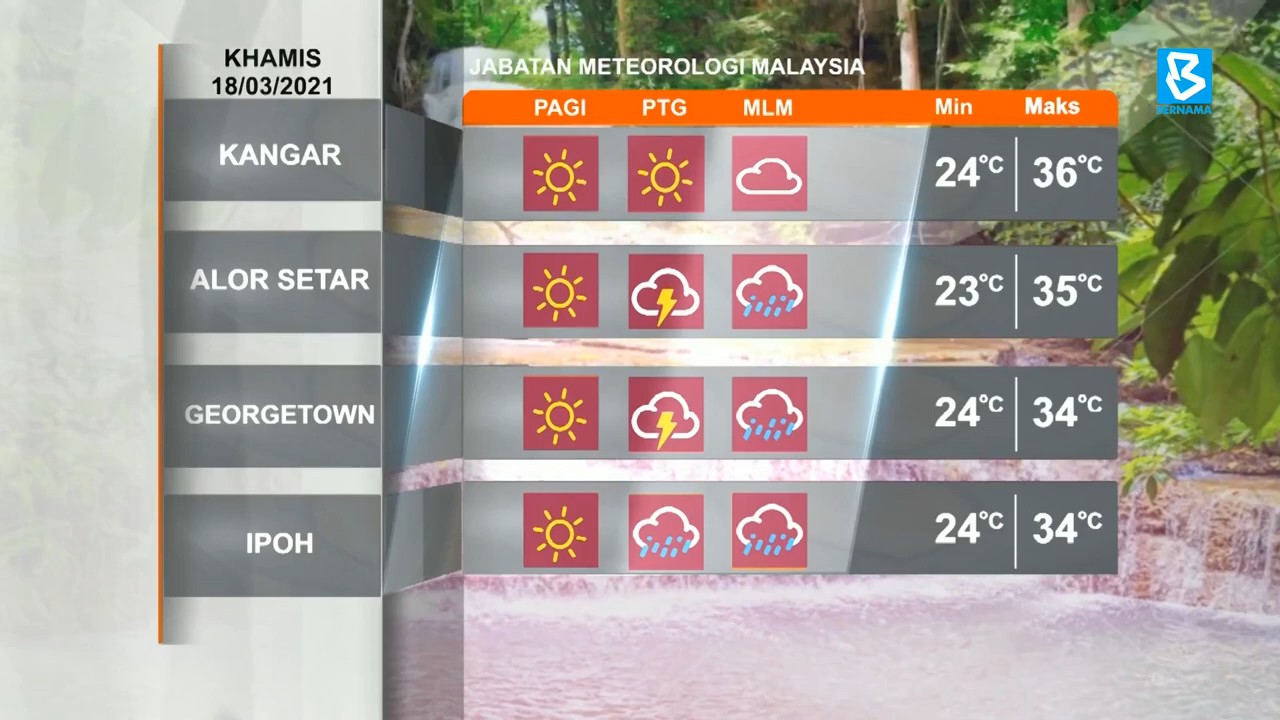 KHAMIS
18/03/2021
JABATAN METEOROLOGI MALAYSIA
BERNAMA
PAGI PTG MLM Min Maks
KANGAR 24°C 36°C
ALOR SETAR 23°C 35°C
GEORGETOWN 24°C 34°C
IPOH 24°C 34°C